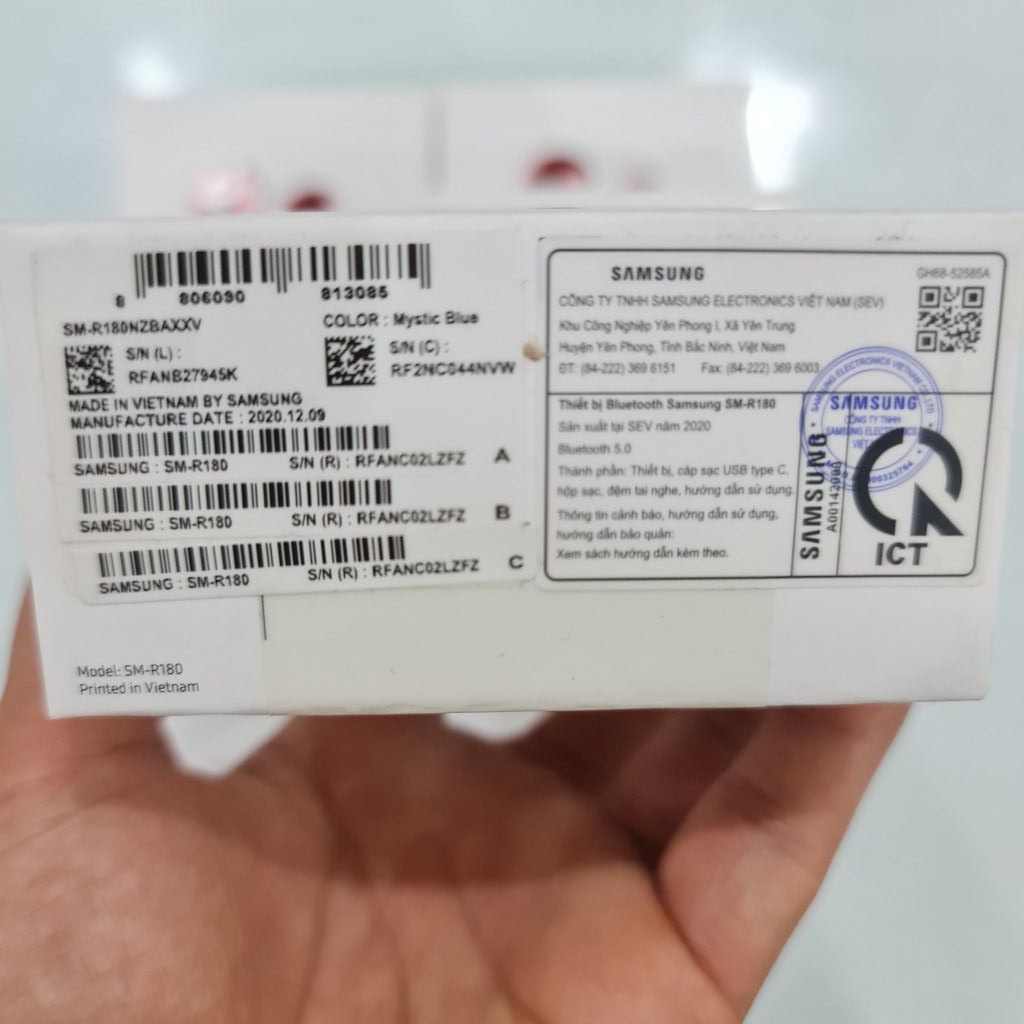 8 806090 813085
SM-R180NZBAXXV
COLOR : Mystic Blue
S/N (L) :
RFANB27945K
S/N (C) :
RF2NC044NVW
MADE IN VIETNAM BY SAMSUNG
MANUFACTURE DATE : 2020.12.09
SAMSUNG : SM-R180 S/N (R) : RFANC02LZFZ A
SAMSUNG : SM-R180 S/N (R) : RFANC02LZFZ B
SAMSUNG : SM-R180 S/N (R) : RFANC02LZFZ C
Model: SM-R180
Printed in Vietnam
SAMSUNG
GH68-52585A
CÔNG TY TNHH SAMSUNG ELECTRONICS VIỆT NAM (SEV)
Khu Công Nghiệp Yên Phong I, Xã Yên Trung
Huyện Yên Phong, Tỉnh Bắc Ninh, Việt Nam
ĐT: (84-222) 369 6151 Fax: (84-222) 369 6003
Thiết bị Bluetooth Samsung SM-R180
Sản xuất tại SEV năm 2020
Bluetooth 5.0
Thành phần: Thiết bị, cáp sạc USB type C,
hộp sạc, đệm tai nghe, hướng dẫn sử dụng.
Thông tin cảnh báo, hướng dẫn sử dụng,
hướng dẫn bảo quản:
Xem sách hướng dẫn kèm theo.
SAMSUNG
ICT
SAMSUNG
CÔNG TY TNHH